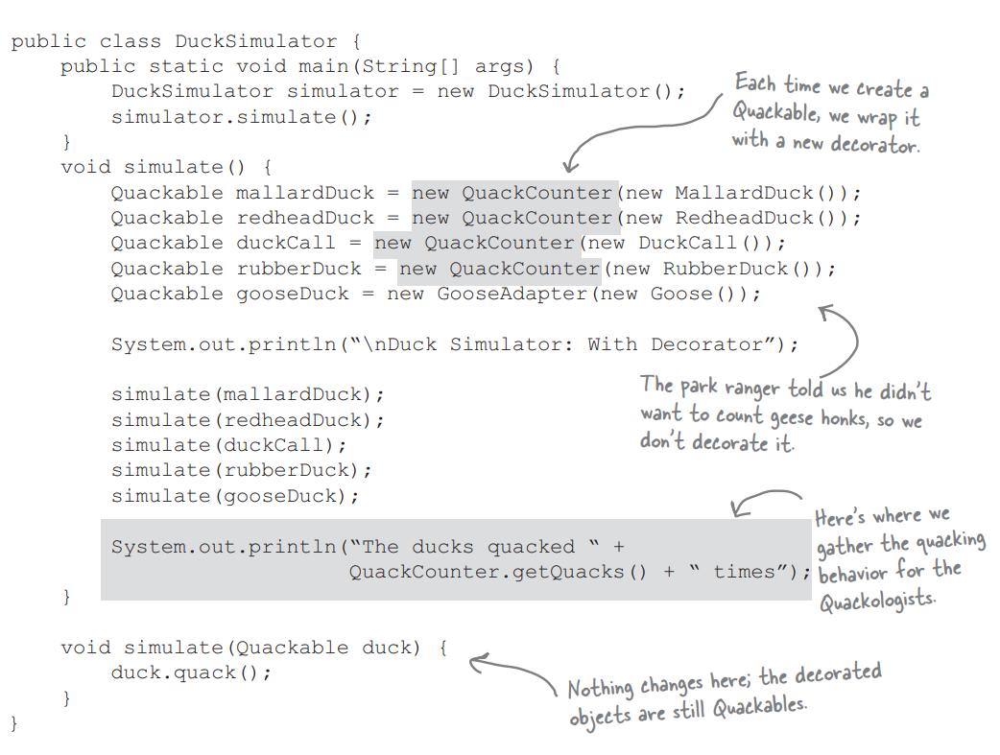 public class DuckSimulator {
public static void main(String[] args) {
DuckSimulator simulator = new DuckSimulator();
simulator.simulate();
}
void simulate() {
Quackable mallardDuck = new QuackCounter(new MallardDuck());
Quackable redheadDuck = new QuackCounter(new RedheadDuck());
Quackable duckCall = new QuackCounter(new DuckCall());
Quackable rubberDuck = new QuackCounter(new RubberDuck());
Quackable gooseDuck = new GooseAdapter(new Goose());
System.out.println(“\nDuck Simulator: With Decorator”);
simulate(mallardDuck);
simulate(redheadDuck);
simulate(duckCall);
simulate(rubberDuck);
simulate(gooseDuck);
System.out.println(“The ducks quacked “ +
QuackCounter.getQuacks() + “ times”);
}
void simulate(Quackable duck) {
duck.quack();
}
}
Each time we create a
Quackable, we wrap it
with a new decorator.
The park ranger told us he didn't
want to count geese honks, so we
don't decorate it.
Here's where we
gather the quacking
behavior for the
Quackologists.
Nothing changes here; the decorated
objects are still Quackables.